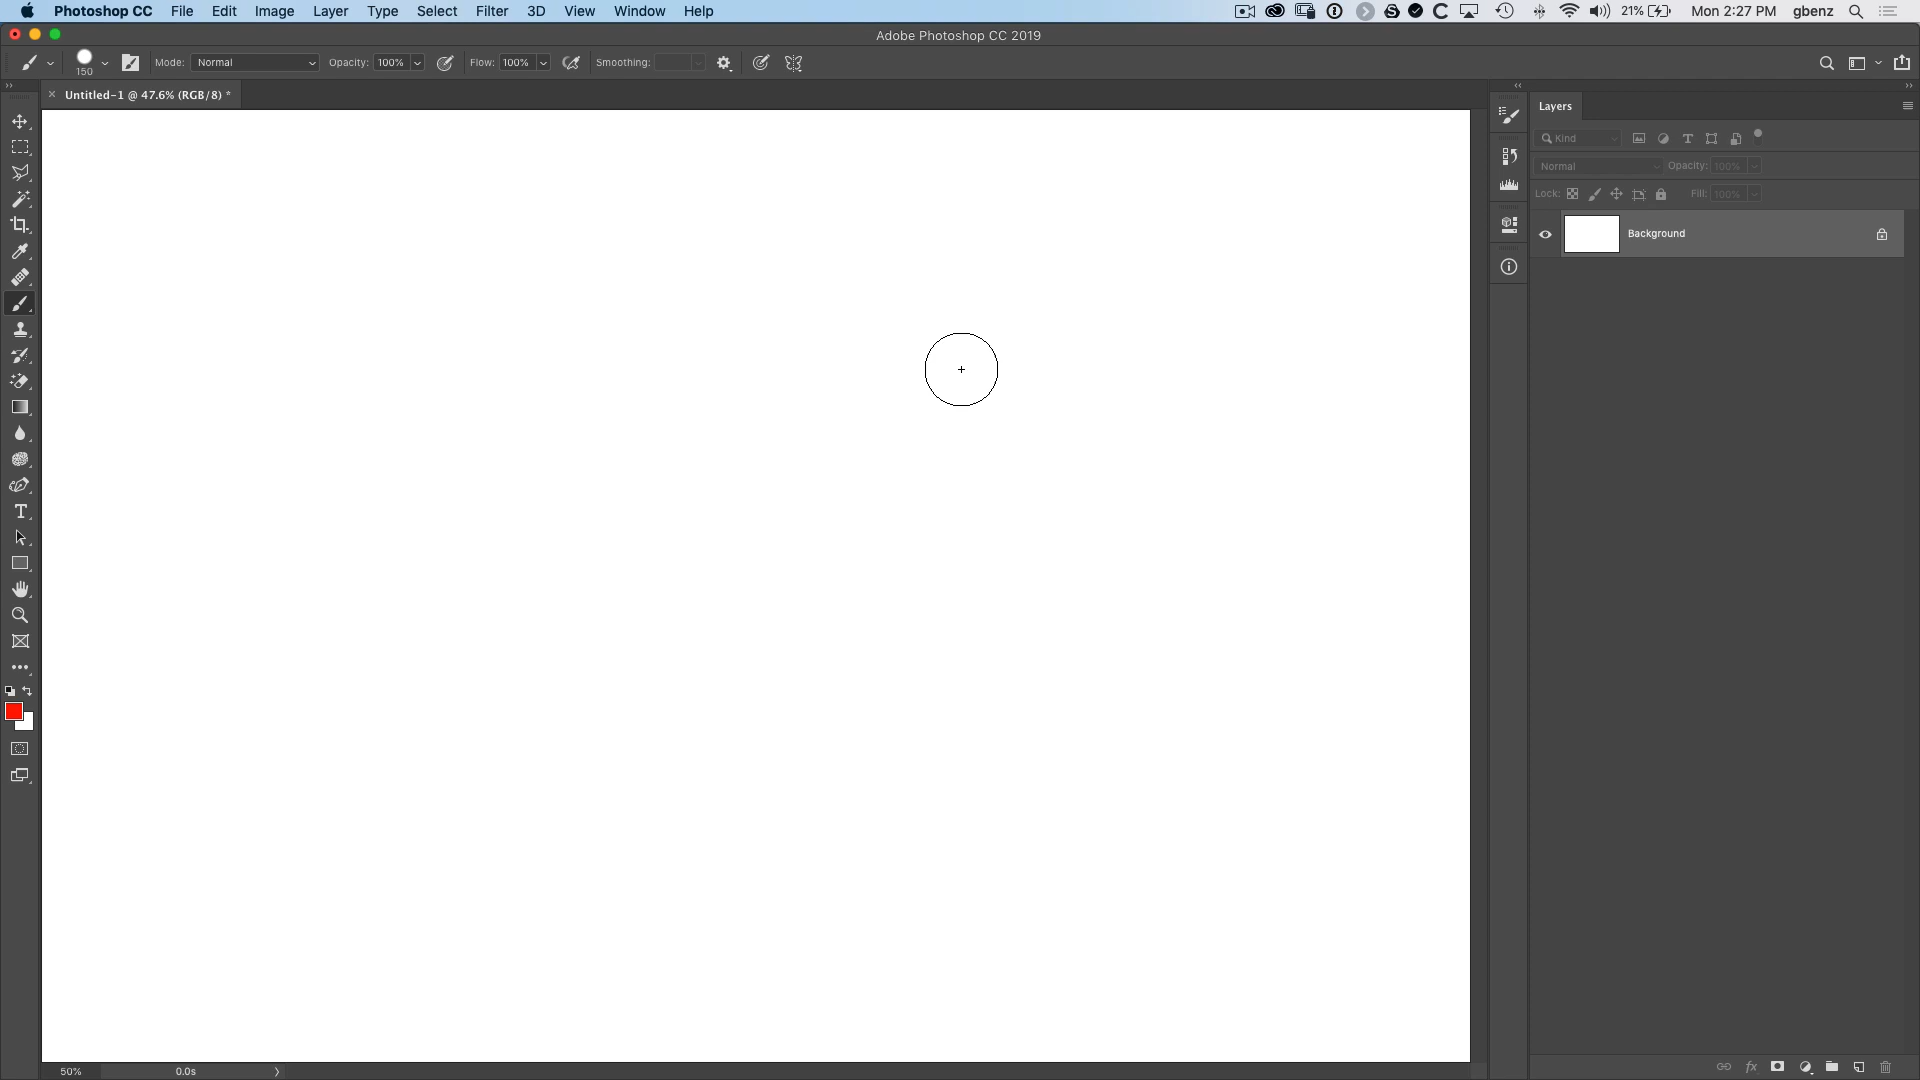 Photoshop CC File Edit Image Layer Type Select Filter 3D View Window Help 21% Mon 2:27 PM gbenz
Adobe Photoshop CC 2019
150 Mode: Normal Opacity: 100% Flow: 100% Smoothing:
Untitled-1 @ 47.6% (RGB/8) *
Layers
Kind
Normal Opacity: 100%
Lock: Fill: 100%
Background
50% 0.0s